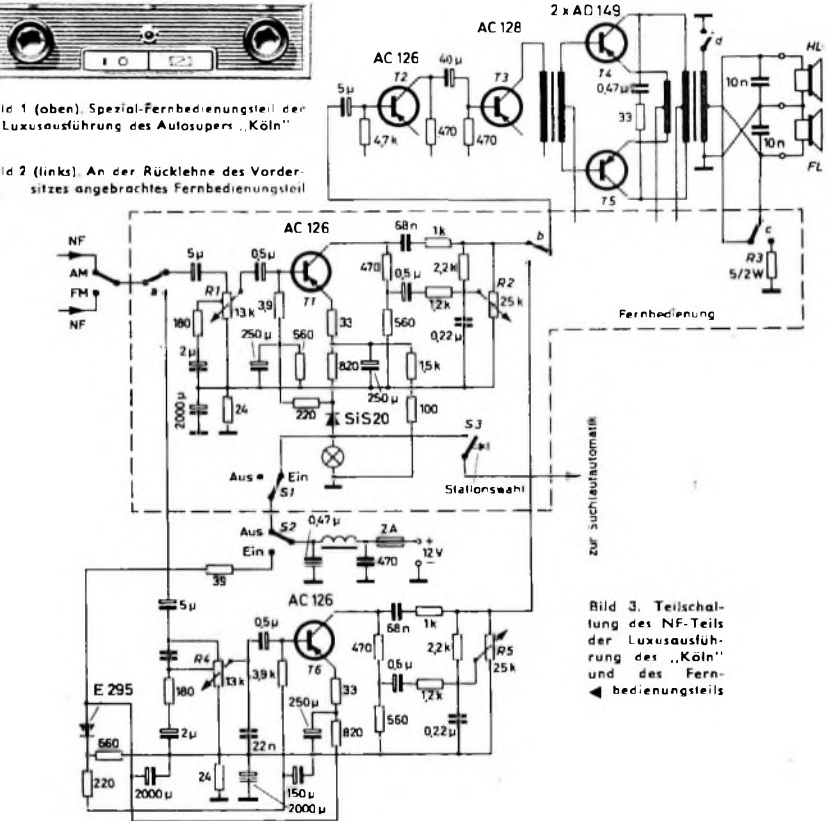 I O
Bild 1 (oben). Spezial-Fernbedienungsteil der
Luxusausführung des Autosupers „Köln"
Bild 2 (links). An der Rücklehne des Vorder-
sitzes angebrachtes Fernbedienungsteil
2 x AD 149
AC 128
AC 126
5µ
T2
40µ
T3
4,7k
470
470
T4
0,47µ
33
T5
d
10n
10n
HL
FL
c
R3
5/2W
Fernbedienung
NF
AM
FM
NF
a
5µ
0,5µ
AC 126
T1
R1
13k
180
2µ
2000µ
24
3,9
250µ
560
33
820
220
SiS20
250µ
1,5k
100
68n
1k
470
0,5µ
560
1,2k
2,2k
0,22µ
R2
25k
b
S3
Stationswahl
zur Suchlaufautomatik
Aus
Ein
S1
Aus
S2
Ein
0,47µ
2A
+
12V
-
470
39
5µ
AC 126
0,5µ
T6
R4
13k
3,9k
180
2µ
E 295
560
220
2000µ
24
22n
150µ
2000µ
250µ
33
820
68n
1k
470
0,5µ
560
1,2k
2,2k
0,22µ
R5
25k
Bild 3. Teilschal-
tung des NF-Teils
der Luxusausfüh-
rung des „Köln"
und des Fern-
◄ bedienungsteils